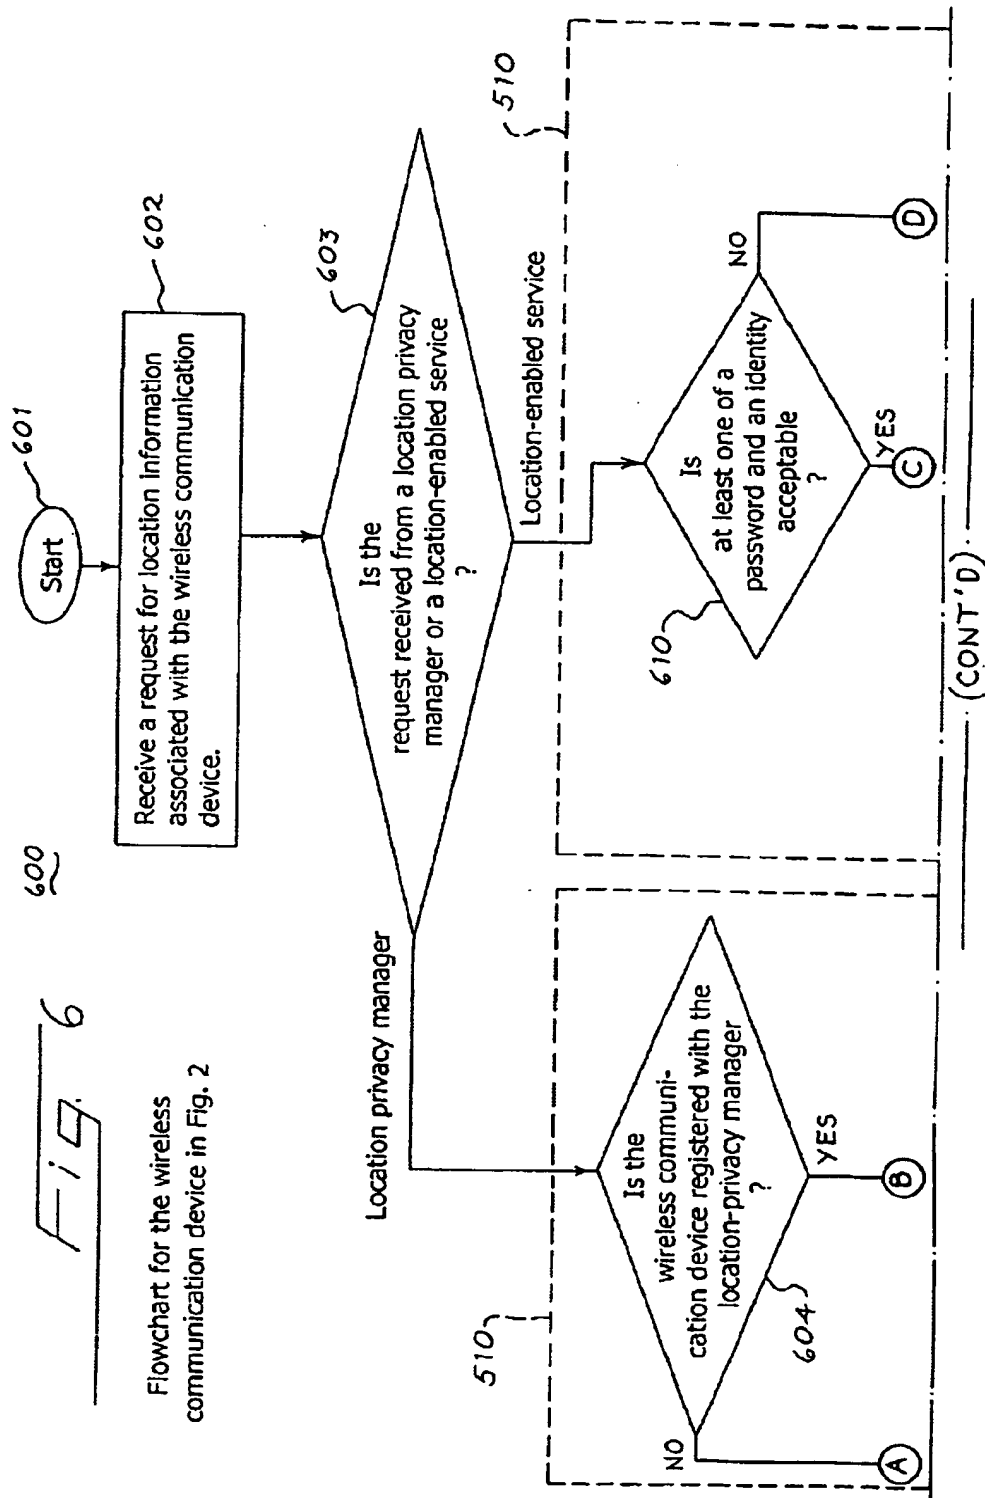 Fig. 6
600
Flowchart for the wireless
communication device in Fig. 2
601
Start
602
Receive a request for location information
associated with the wireless communication
device.
603
Is the
request received from a location privacy
manager or a location-enabled service
?
Location privacy manager
Location-enabled service
510
510
Is the
wireless communi-
cation device registered with the
location-privacy manager
?
604
NO
YES
A
B
Is
at least one of a
password and an identity
acceptable
?
610
NO
YES
C
D
(CONT'D)